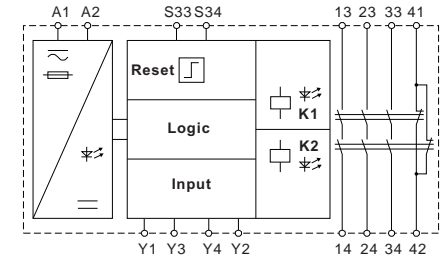 A1 A2 S33 S34 13 23 33 41
Reset
K1
Logic
K2
Input
Y1 Y3 Y4 Y2 14 24 34 42